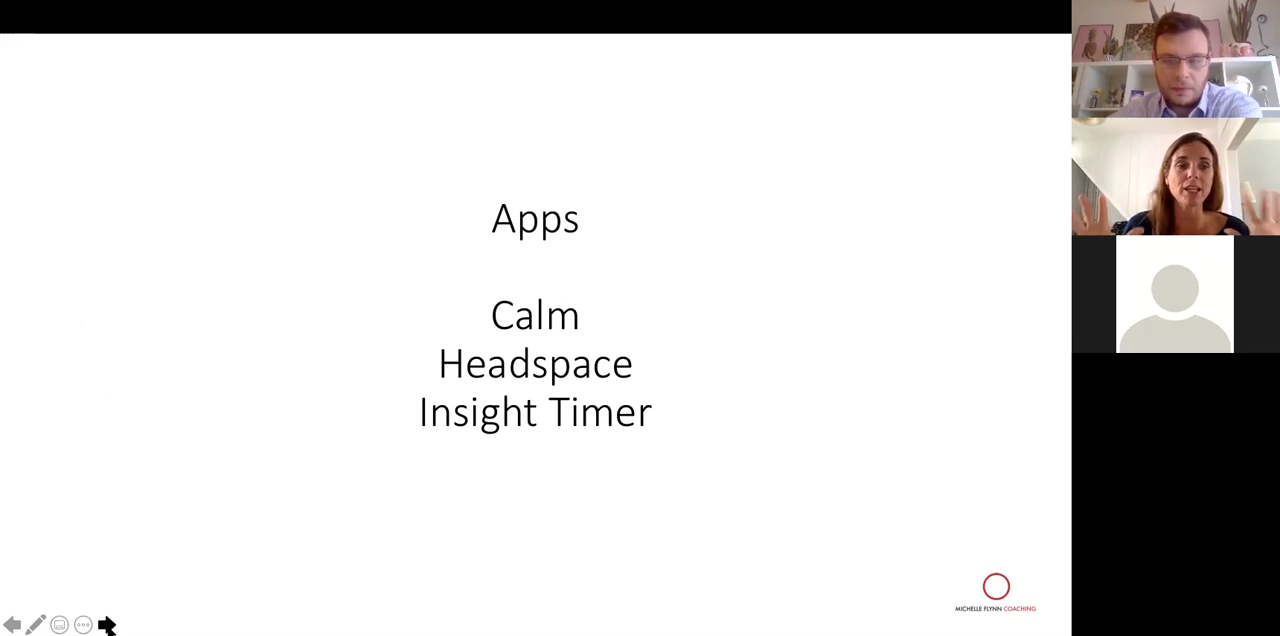 Apps
Calm
Headspace
Insight Timer
MICHELLE FLYNN COACHING